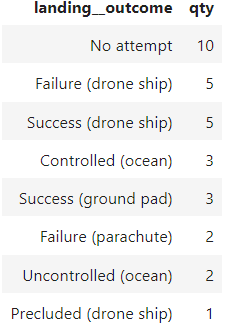 landing__outcome qty
No attempt 10
Failure (drone ship) 5
Success (drone ship) 5
Controlled (ocean) 3
Success (ground pad) 3
Failure (parachute) 2
Uncontrolled (ocean) 2
Precluded (drone ship) 1